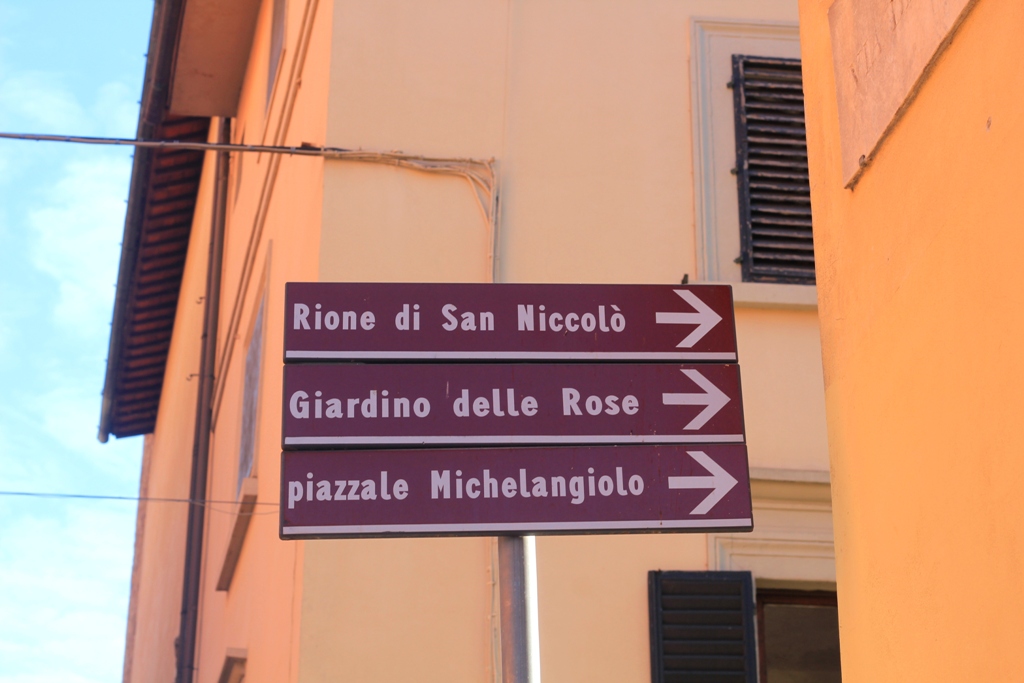 Rione di San Niccolò
Giardino delle Rose
piazzale Michelangiolo